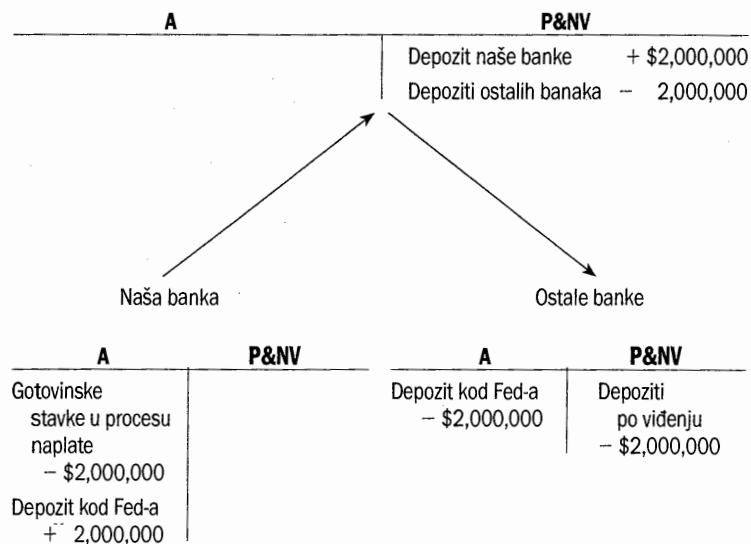 A P&NV
Depozit naše banke + $2,000,000
Depoziti ostalih banaka − 2,000,000
Naša banka
Ostale banke
A P&NV
Gotovinske
stavke u procesu
naplate
− $2,000,000
Depozit kod Fed-a
+ 2,000,000
A P&NV
Depozit kod Fed-a
− $2,000,000
Depoziti
po viđenju
− $2,000,000